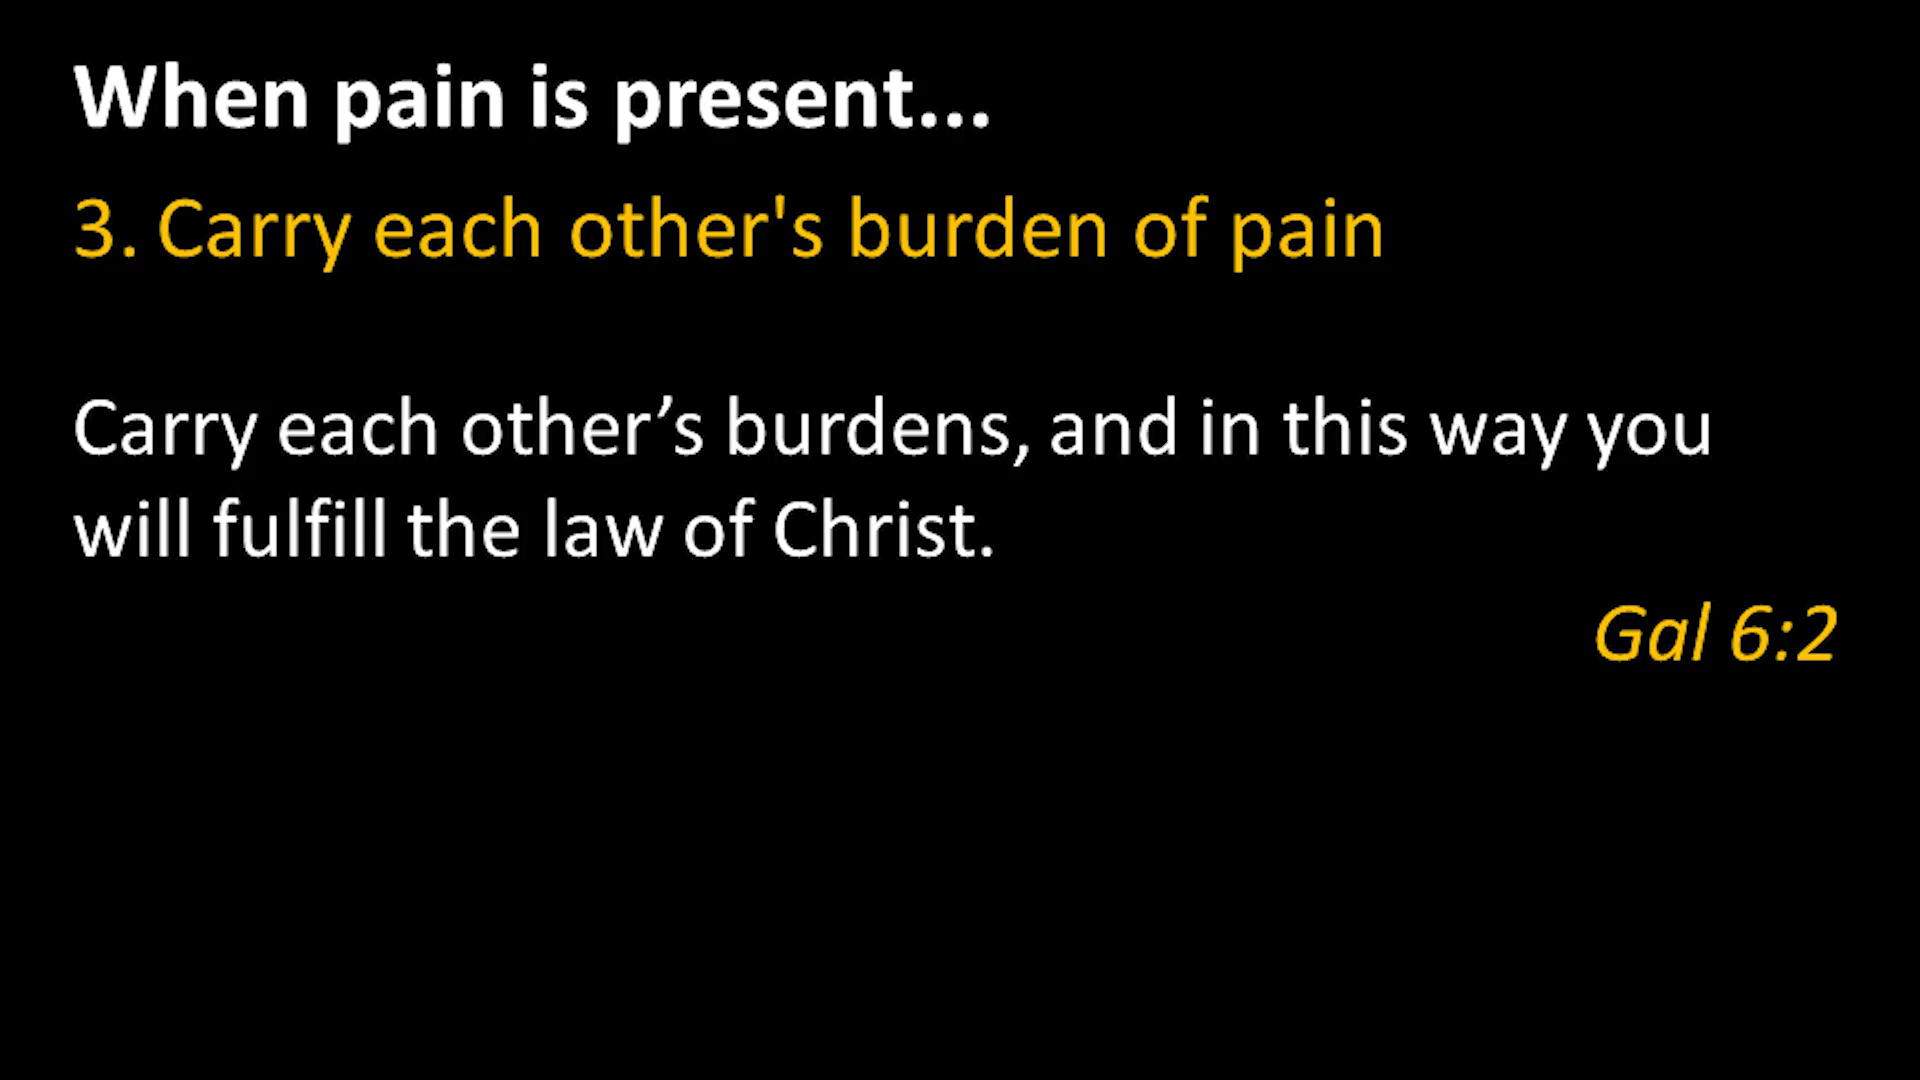 When pain is present...
3. Carry each other's burden of pain
Carry each other’s burdens, and in this way you
will fulfill the law of Christ.
Gal 6:2